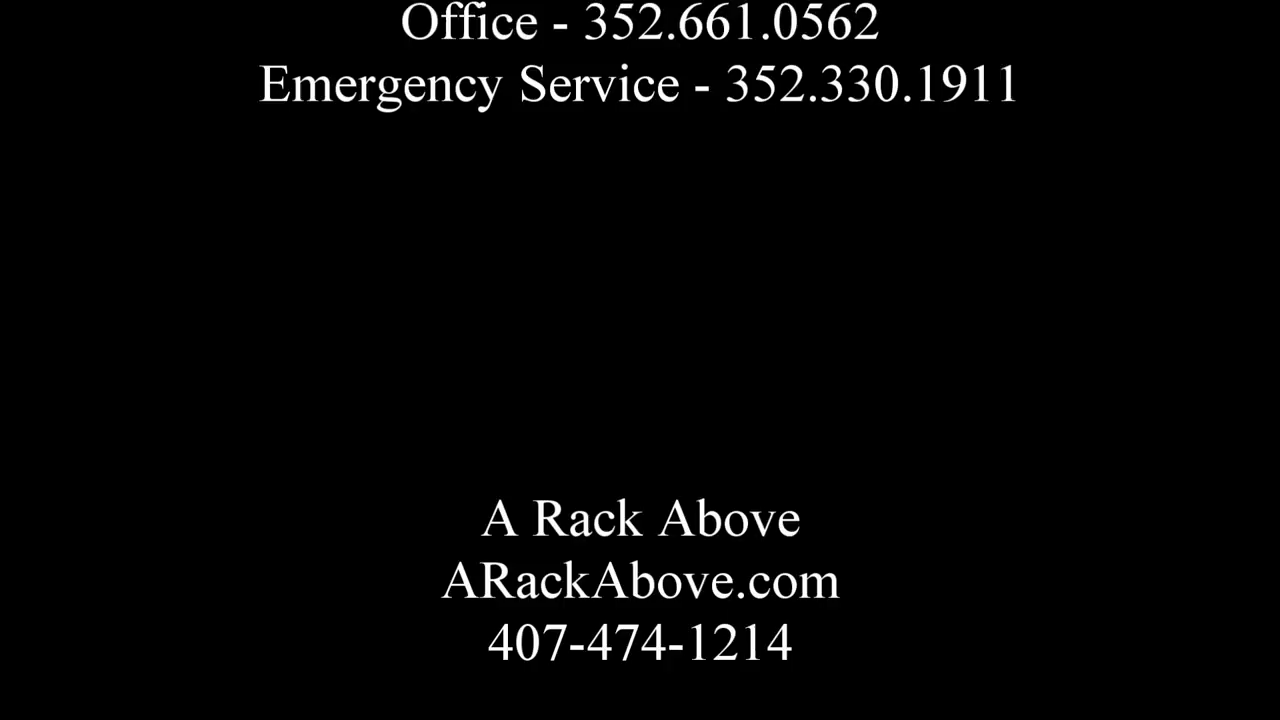 Office - 352.661.0562
Emergency Service - 352.330.1911
A Rack Above
ARackAbove.com
407-474-1214